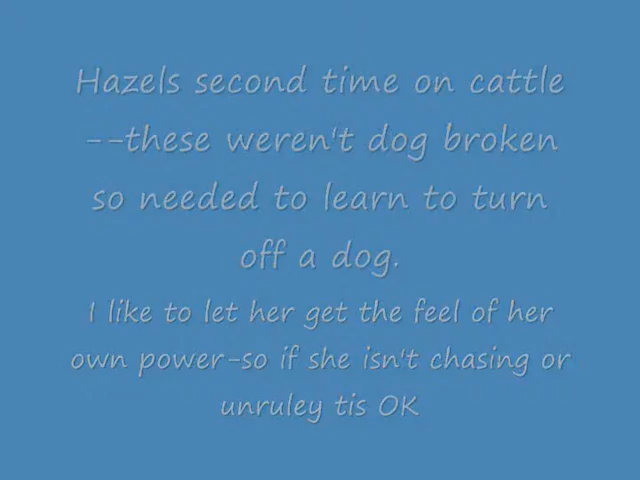 Hazels second time on cattle
--these weren't dog broken
so needed to learn to turn
off a dog.
I like to let her get the feel of her
own power-so if she isn't chasing or
unruley tis OK